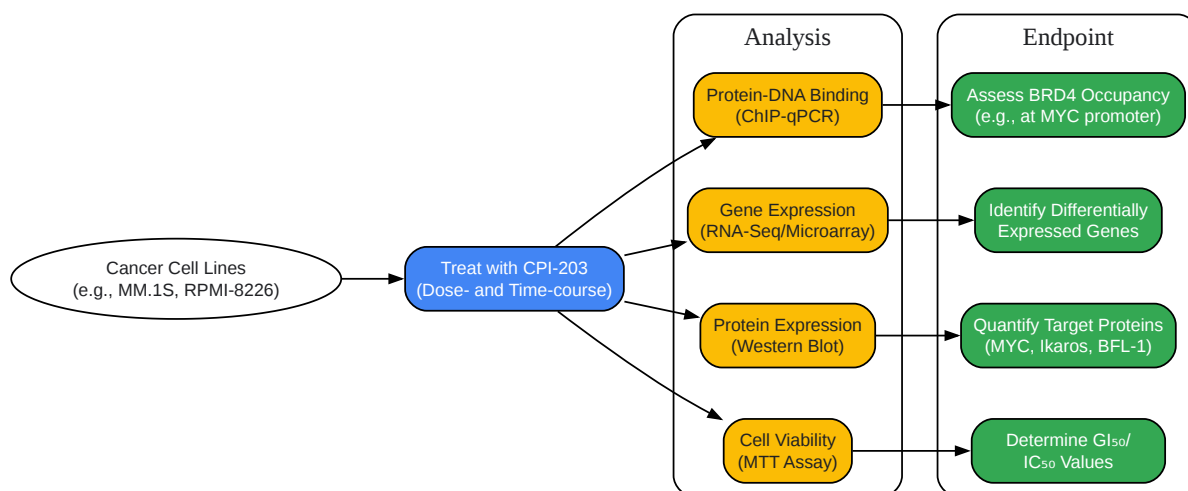 Analysis
Endpoint
Protein-DNA Binding
(ChIP-qPCR)
Assess BRD4 Occupancy
(e.g., at MYC promoter)
Gene Expression
(RNA-Seq/Microarray)
Identify Differentially
Expressed Genes
Cancer Cell Lines
(e.g., MM.1S, RPMI-8226)
Treat with CPI-203
(Dose- and Time-course)
Protein Expression
(Western Blot)
Quantify Target Proteins
(MYC, Ikaros, BFL-1)
Cell Viability
(MTT Assay)
Determine GI₅₀/
IC₅₀ Values